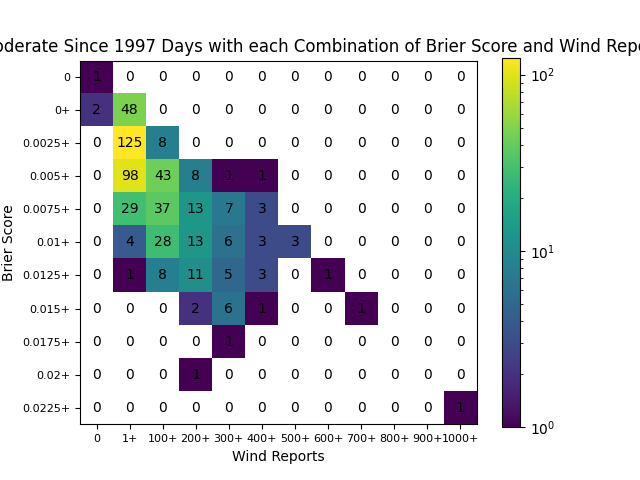 oderate Since 1997 Days with each Combination of Brier Score and Wind Repo
0 1 0 0 0 0 0 0 0 0 0 0 0
0+ 2 48 0 0 0 0 0 0 0 0 0 0
0.0025+ 0 125 8 0 0 0 0 0 0 0 0 0
0.005+ 0 98 43 8 1 1 0 0 0 0 0 0
0.0075+ 0 29 37 13 7 3 0 0 0 0 0 0
0.01+ 0 4 28 13 6 3 3 0 0 0 0 0
0.0125+ 0 1 8 11 5 3 0 1 0 0 0 0
0.015+ 0 0 0 2 6 1 0 0 1 0 0 0
0.0175+ 0 0 0 0 1 0 0 0 0 0 0 0
0.02+ 0 0 0 1 0 0 0 0 0 0 0 0
0.0225+ 0 0 0 0 0 0 0 0 0 0 0 1
0 1+ 100+ 200+ 300+ 400+ 500+ 600+ 700+ 800+ 900+ 1000+
Wind Reports
Brier Score
10²
10¹
10⁰